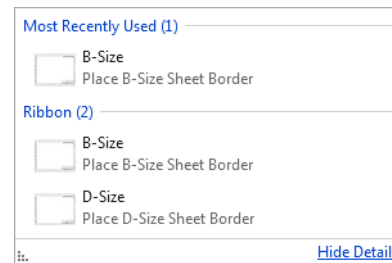 Most Recently Used (1)
B-Size
Place B-Size Sheet Border
Ribbon (2)
B-Size
Place B-Size Sheet Border
D-Size
Place D-Size Sheet Border
Hide Detail